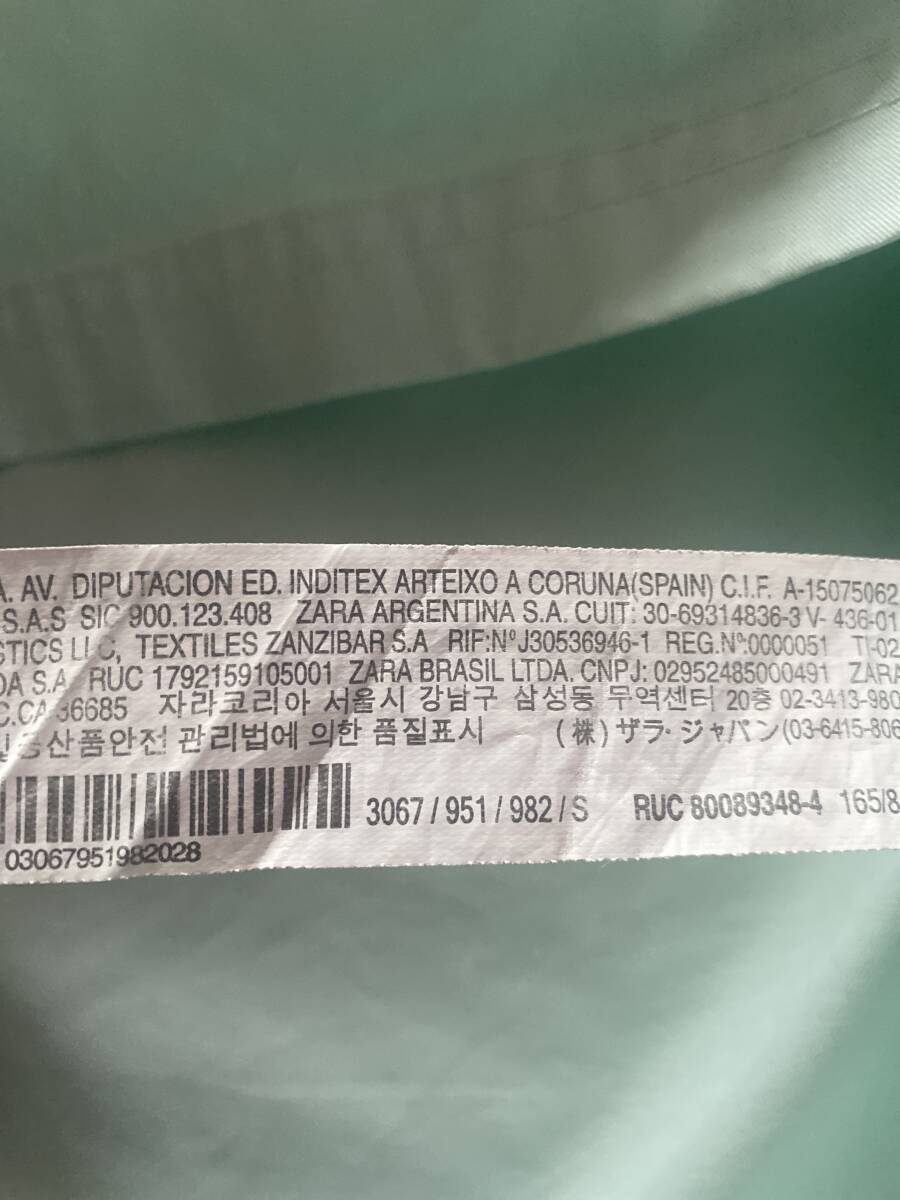 A. AV. DIPUTACION ED. INDITEX ARTEIXO A CORUNA(SPAIN) C.I.F. A-15075062
S.A.S SIC 900.123.408 ZARA ARGENTINA S.A. CUIT: 30-69314836-3 V- 436-01
STICS LLC, TEXTILES ZANZIBAR S.A RIF:Nº J30536946-1 REG.Nº:0000051 TI-02
DA S.A. RUC 1792159105001 ZARA BRASIL LTDA. CNPJ: 02952485000491 ZARA
C.CA 36685 자라코리아 서울시 강남구 삼성동 무역센터 20층 02-3413-980
산품안전 관리법에 의한 품질표시 (株) ザラ・ジャパン(03-6415-806
3067 / 951 / 982 / S RUC 80089348-4 165/8
03067951982028